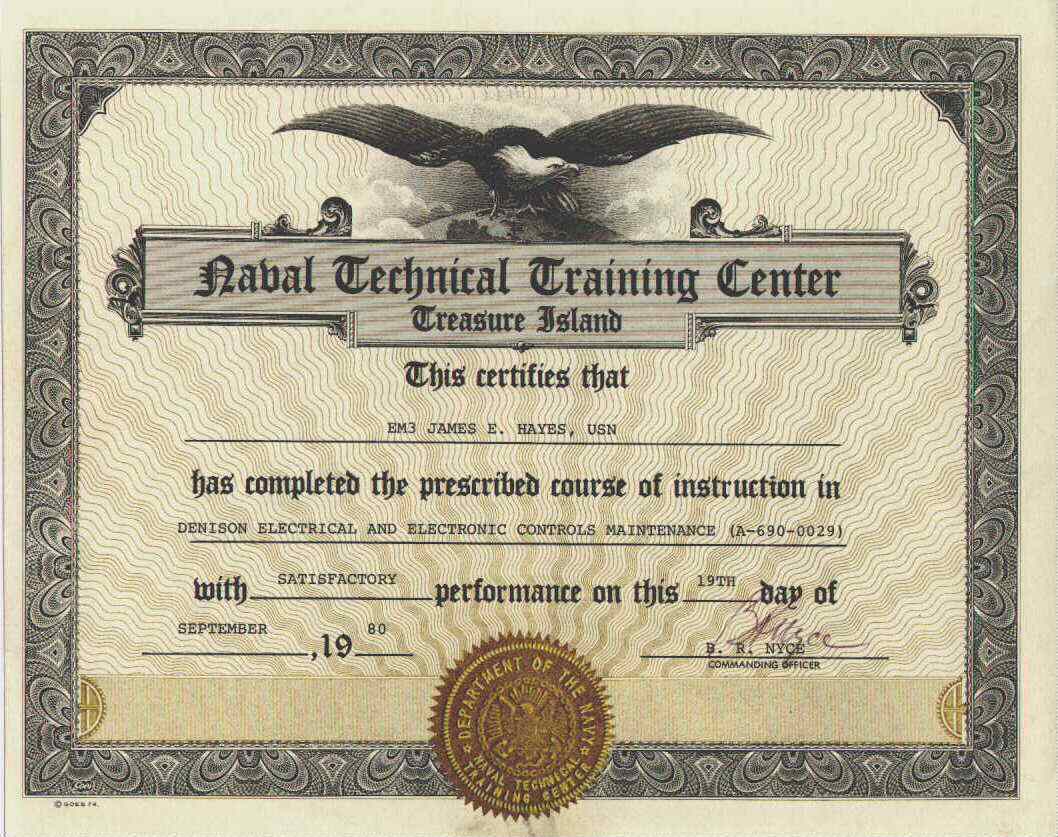 Naval Technical Training Center
Treasure Island
This certifies that
EM3 JAMES E. HAYES, USN
has completed the prescribed course of instruction in
DENISON ELECTRICAL AND ELECTRONIC CONTROLS MAINTENANCE (A-690-0029)
with SATISFACTORY performance on this 19TH day of
SEPTEMBER, 19 80
B. R. NYCE
COMMANDING OFFICER
DEPARTMENT OF THE NAVY
NAVAL TECHNICAL
TRAINING CENTER
© GOES